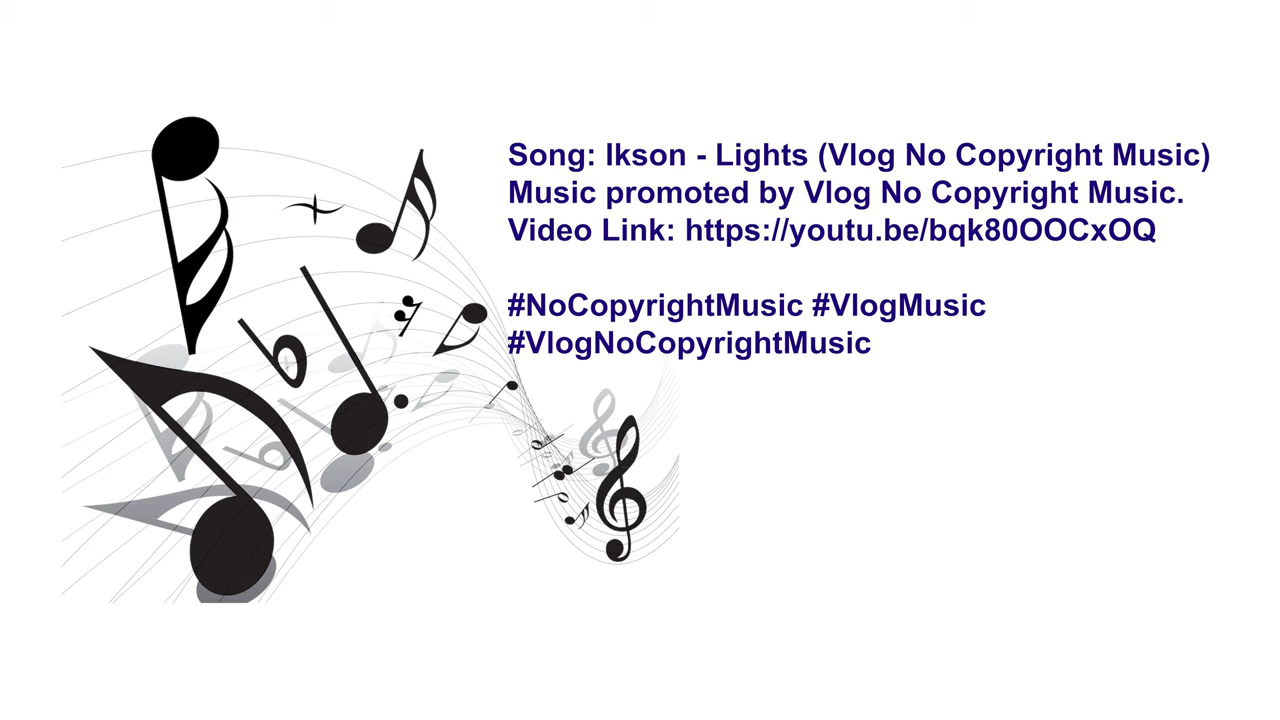 Song: Ikson - Lights (Vlog No Copyright Music)
Music promoted by Vlog No Copyright Music.
Video Link: https://youtu.be/bqk80OOCxOQ
#NoCopyrightMusic #VlogMusic
#VlogNoCopyrightMusic